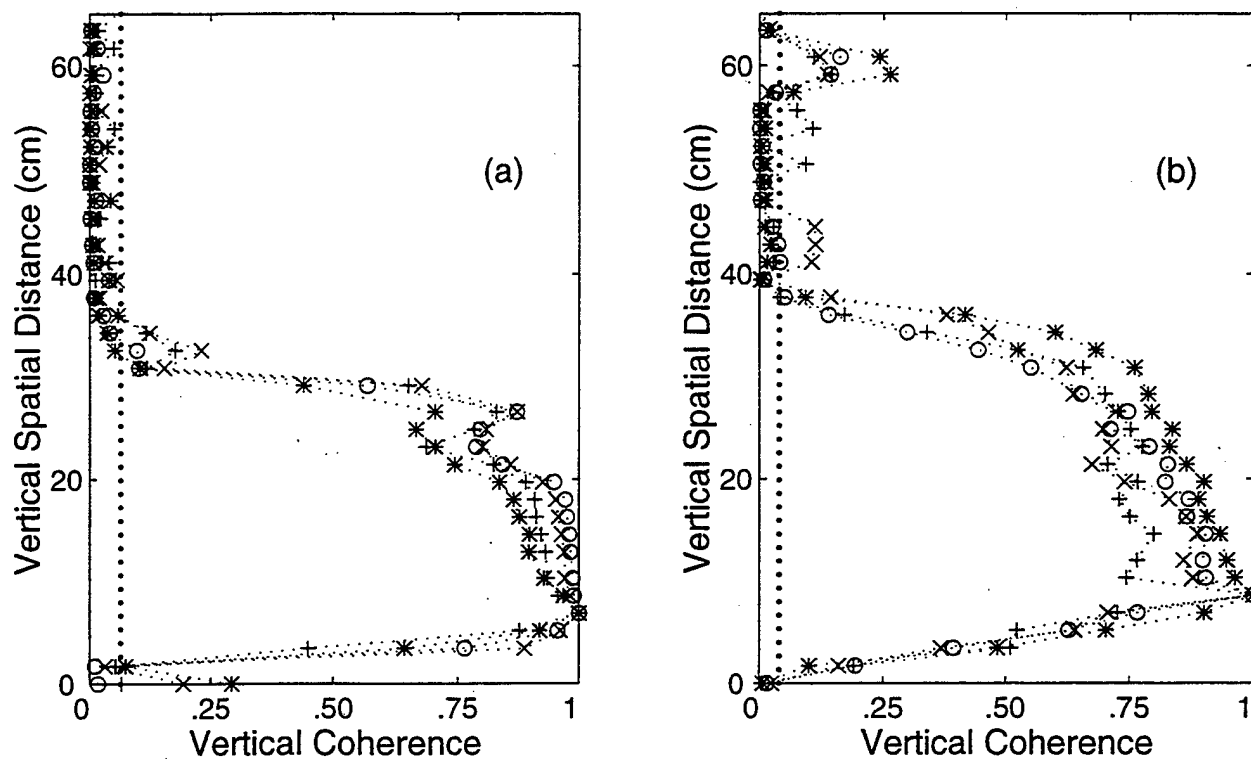 (a)
Vertical Spatial Distance (cm)
60
40
20
0
0 .25 .50 .75 1
Vertical Coherence
(b)
Vertical Spatial Distance (cm)
60
40
20
0
0 .25 .50 .75 1
Vertical Coherence